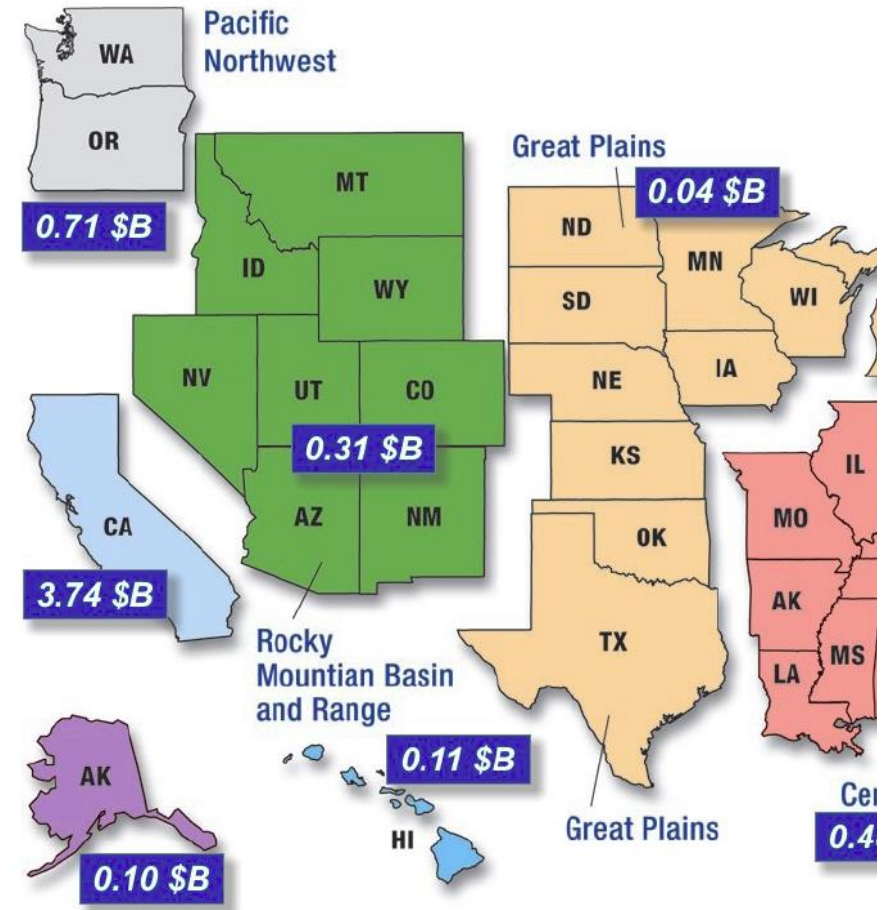 Pacific
Northwest
WA
OR
0.71 $B
MT
ID
WY
NV
UT
CO
0.31 $B
AZ
NM
Rocky
Mountian Basin
and Range
Great Plains
0.04 $B
ND
MN
SD
WI
NE
IA
KS
OK
TX
Great Plains
IL
MO
AK
MS
LA
CA
3.74 $B
AK
0.10 $B
0.11 $B
HI